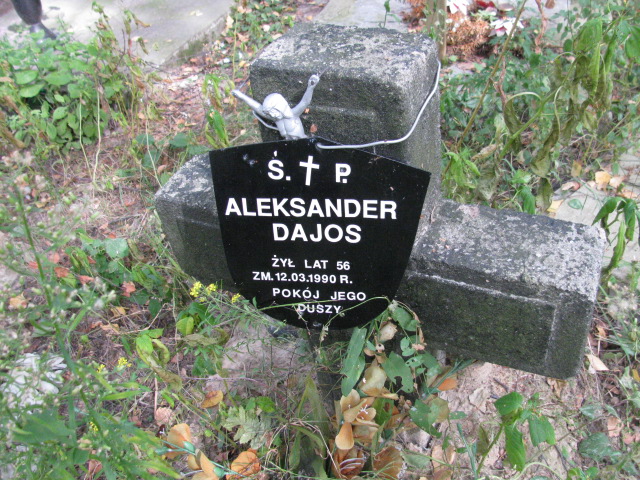 Ś. † P.
ALEKSANDER
DAJOS
ŻYŁ LAT 56
ZM. 12.03.1990 R.
POKÓJ JEGO
DUSZY